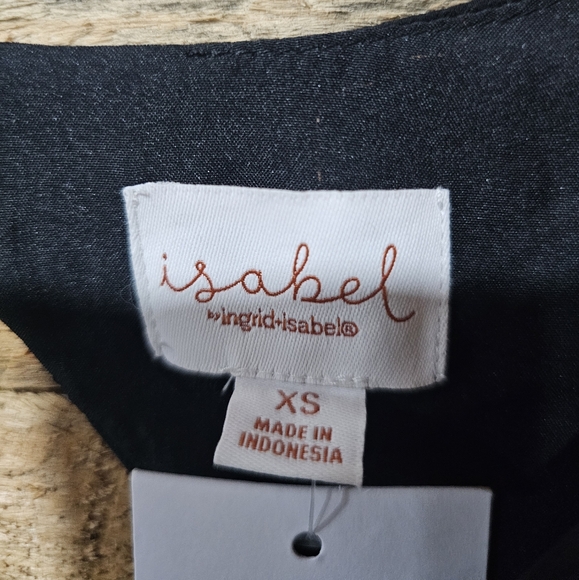 isabel
by ingrid+isabel®
XS
MADE IN
INDONESIA